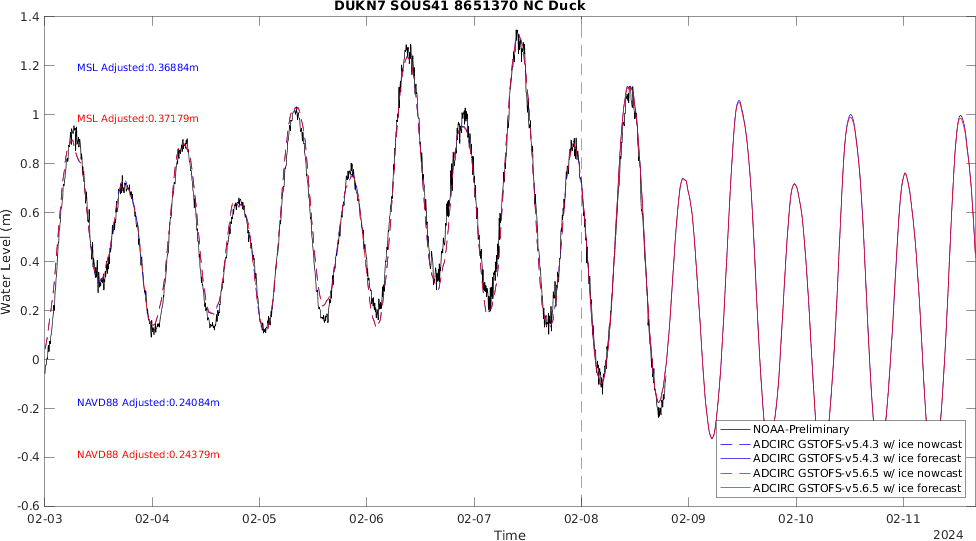 DUKN7 SOUS41 8651370 NC Duck
1.4
1.2
1
0.8
0.6
0.4
0.2
0
-0.2
-0.4
-0.6
Water Level (m)
MSL Adjusted:0.36884m
MSL Adjusted:0.37179m
NAVD88 Adjusted:0.24084m
NAVD88 Adjusted:0.24379m
NOAA-Preliminary
ADCIRC GSTOFS-v5.4.3 w/ ice nowcast
ADCIRC GSTOFS-v5.4.3 w/ ice forecast
ADCIRC GSTOFS-v5.6.5 w/ ice nowcast
ADCIRC GSTOFS-v5.6.5 w/ ice forecast
02-03 02-04 02-05 02-06 02-07 02-08 02-09 02-10 02-11
Time
2024